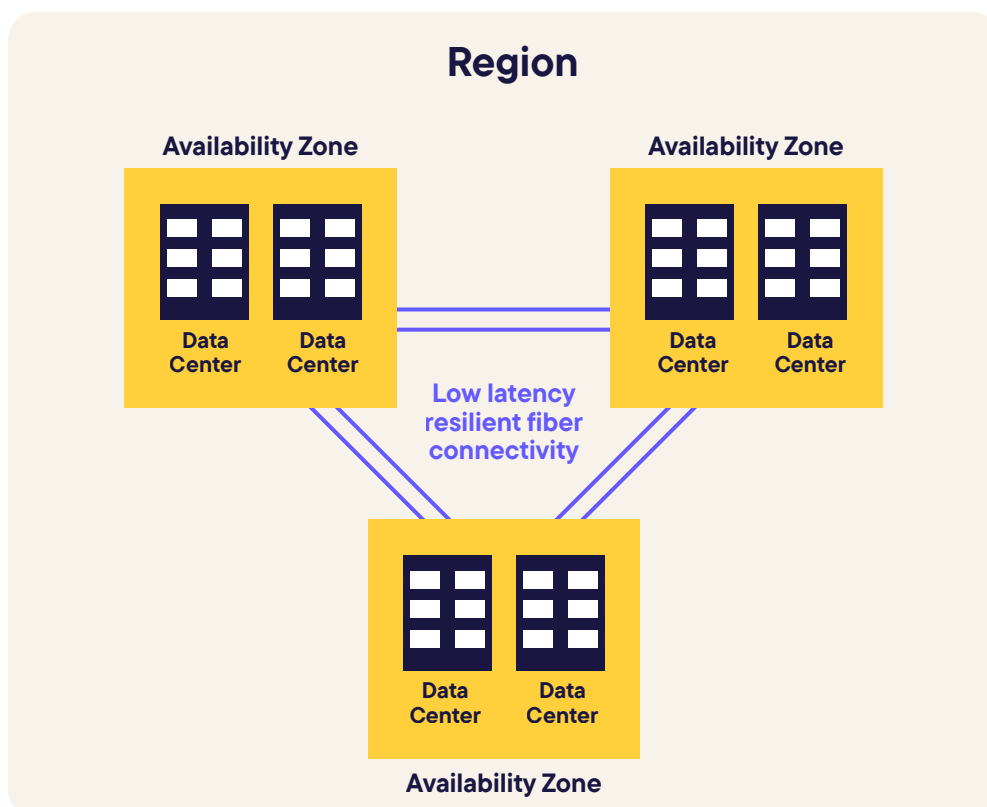 Region
Availability Zone
Availability Zone
Data
Center
Data
Center
Data
Center
Data
Center
Low latency
resilient fiber
connectivity
Data
Center
Data
Center
Availability Zone